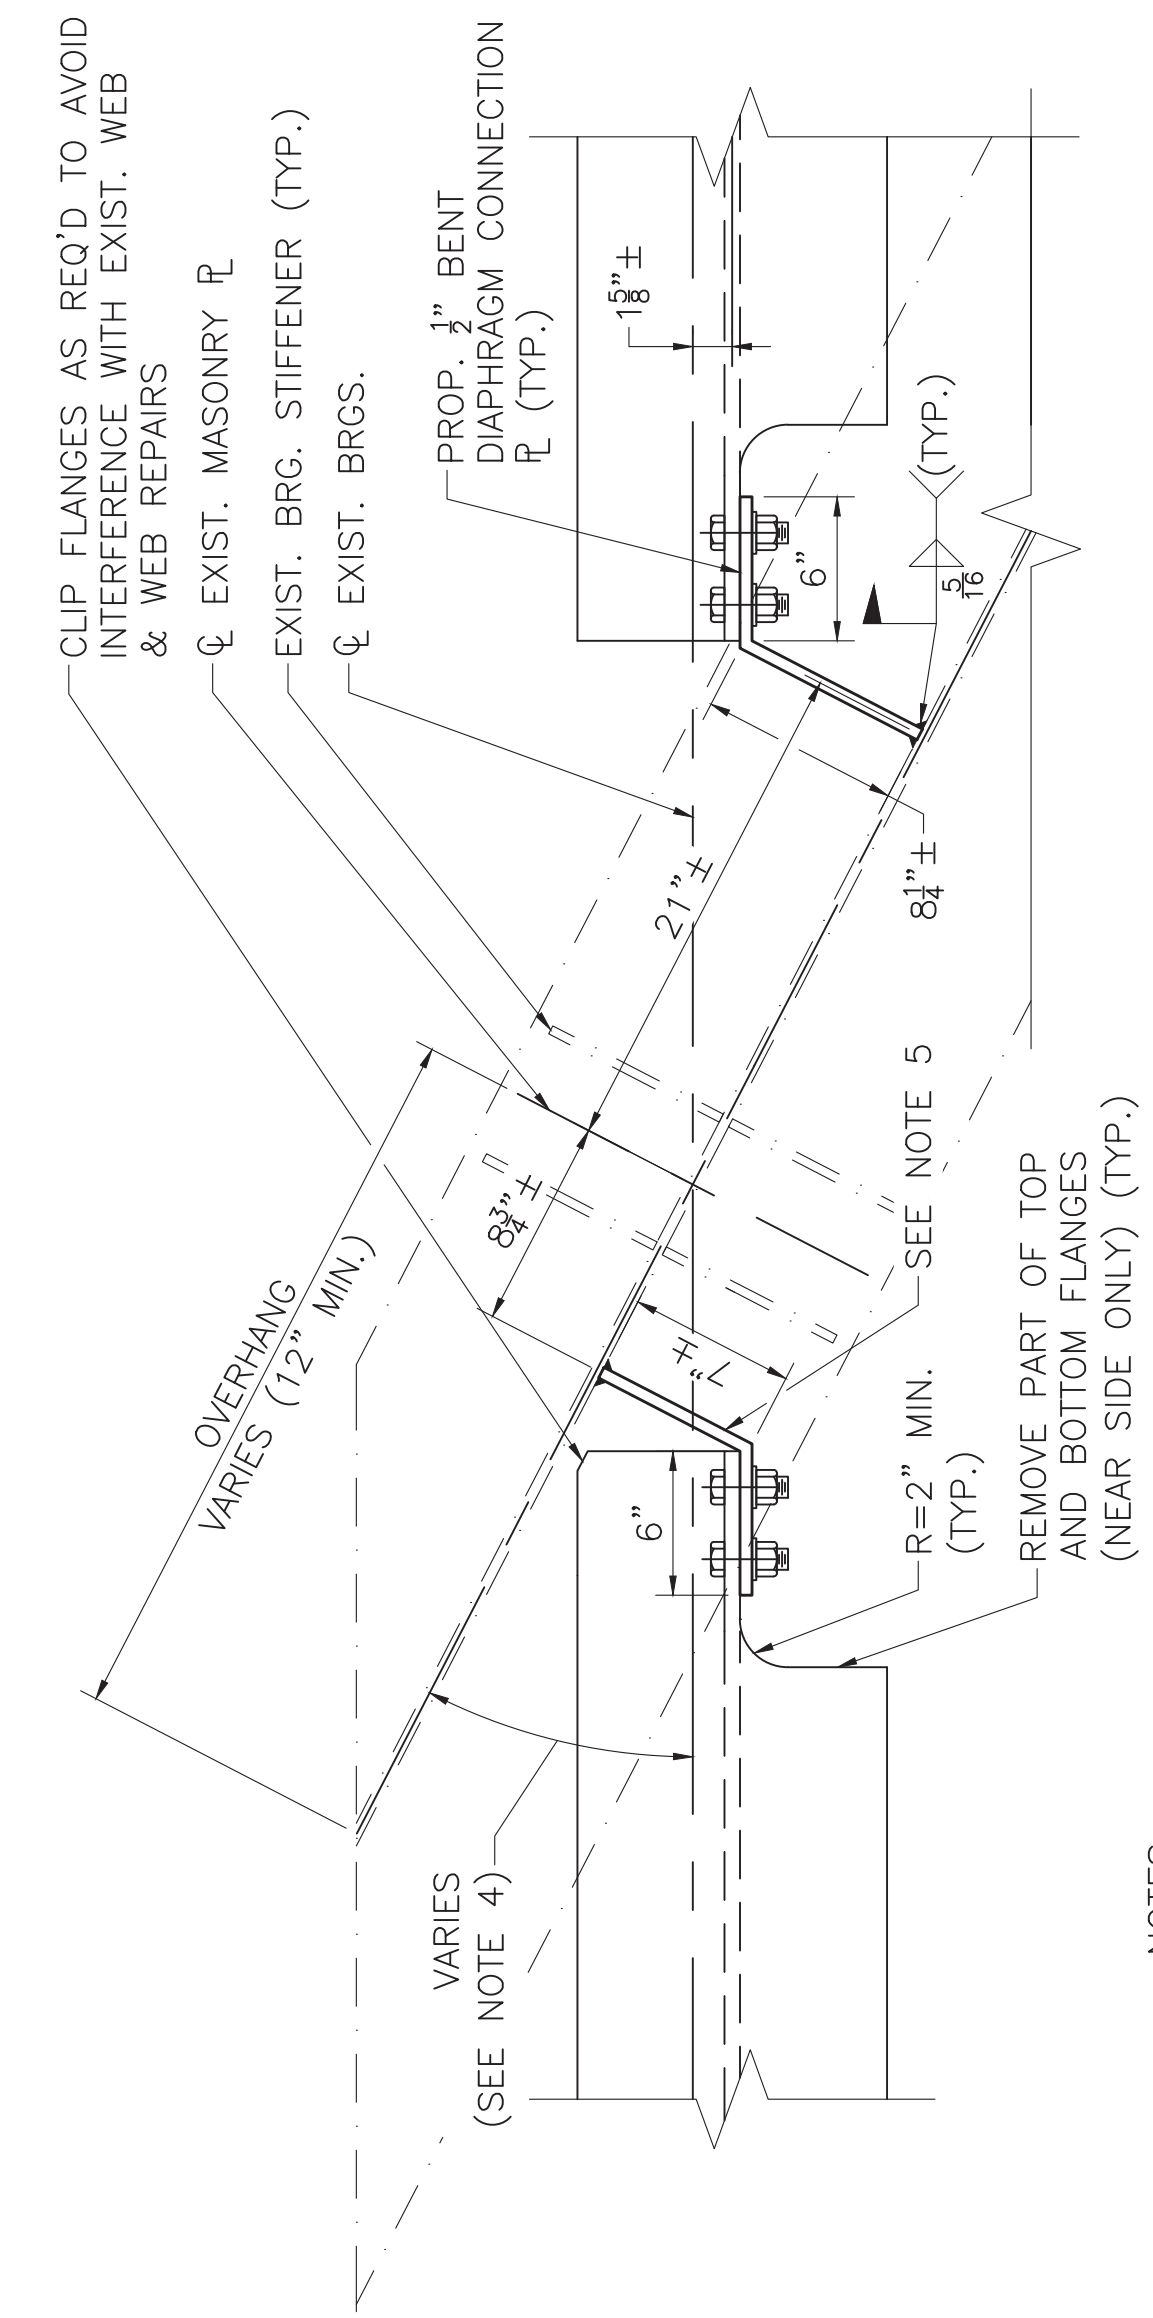 CLIP FLANGES AS REQ'D TO AVOID
INTERFERENCE WITH EXIST. WEB
& WEB REPAIRS
℄ EXIST. MASONRY ⅊
EXIST. BRG. STIFFENER (TYP.)
℄ EXIST. BRGS.
PROP. 1/2" BENT
DIAPHRAGM CONNECTION
⅊ (TYP.)
1 5/8" ±
OVERHANG
VARIES (12" MIN.)
8 3/4" ±
21" ±
6"
(TYP.)
5/16
8 1/4" ±
7" ±
6"
VARIES
(SEE NOTE 4)
SEE NOTE 5
R=2" MIN.
(TYP.)
REMOVE PART OF TOP
AND BOTTOM FLANGES
(NEAR SIDE ONLY) (TYP.)
NOTES